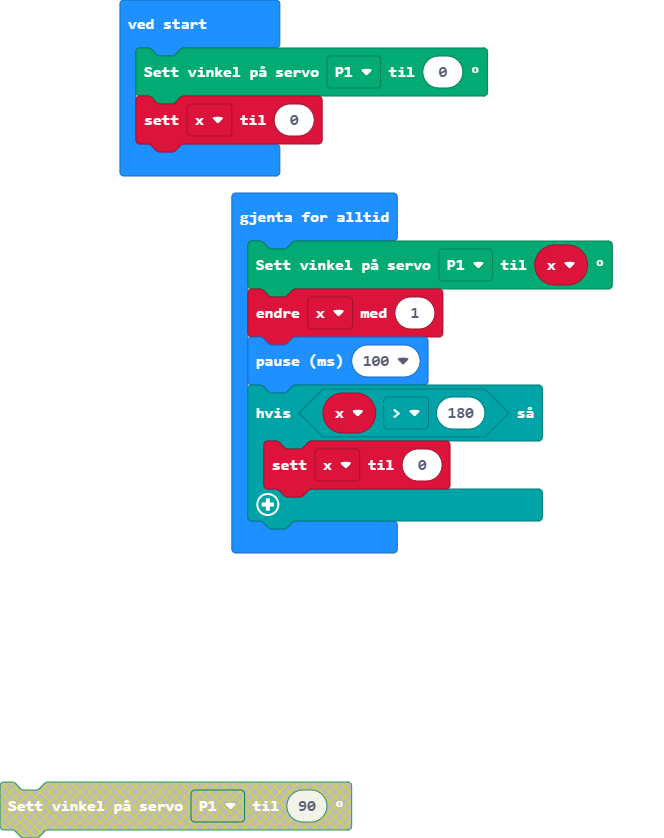 ved start
Sett vinkel på servo P1 til 0 °
sett x til 0
gjenta for alltid
Sett vinkel på servo P1 til x °
endre x med 1
pause (ms) 100
hvis x > 180 så
sett x til 0
Sett vinkel på servo P1 til 90 °